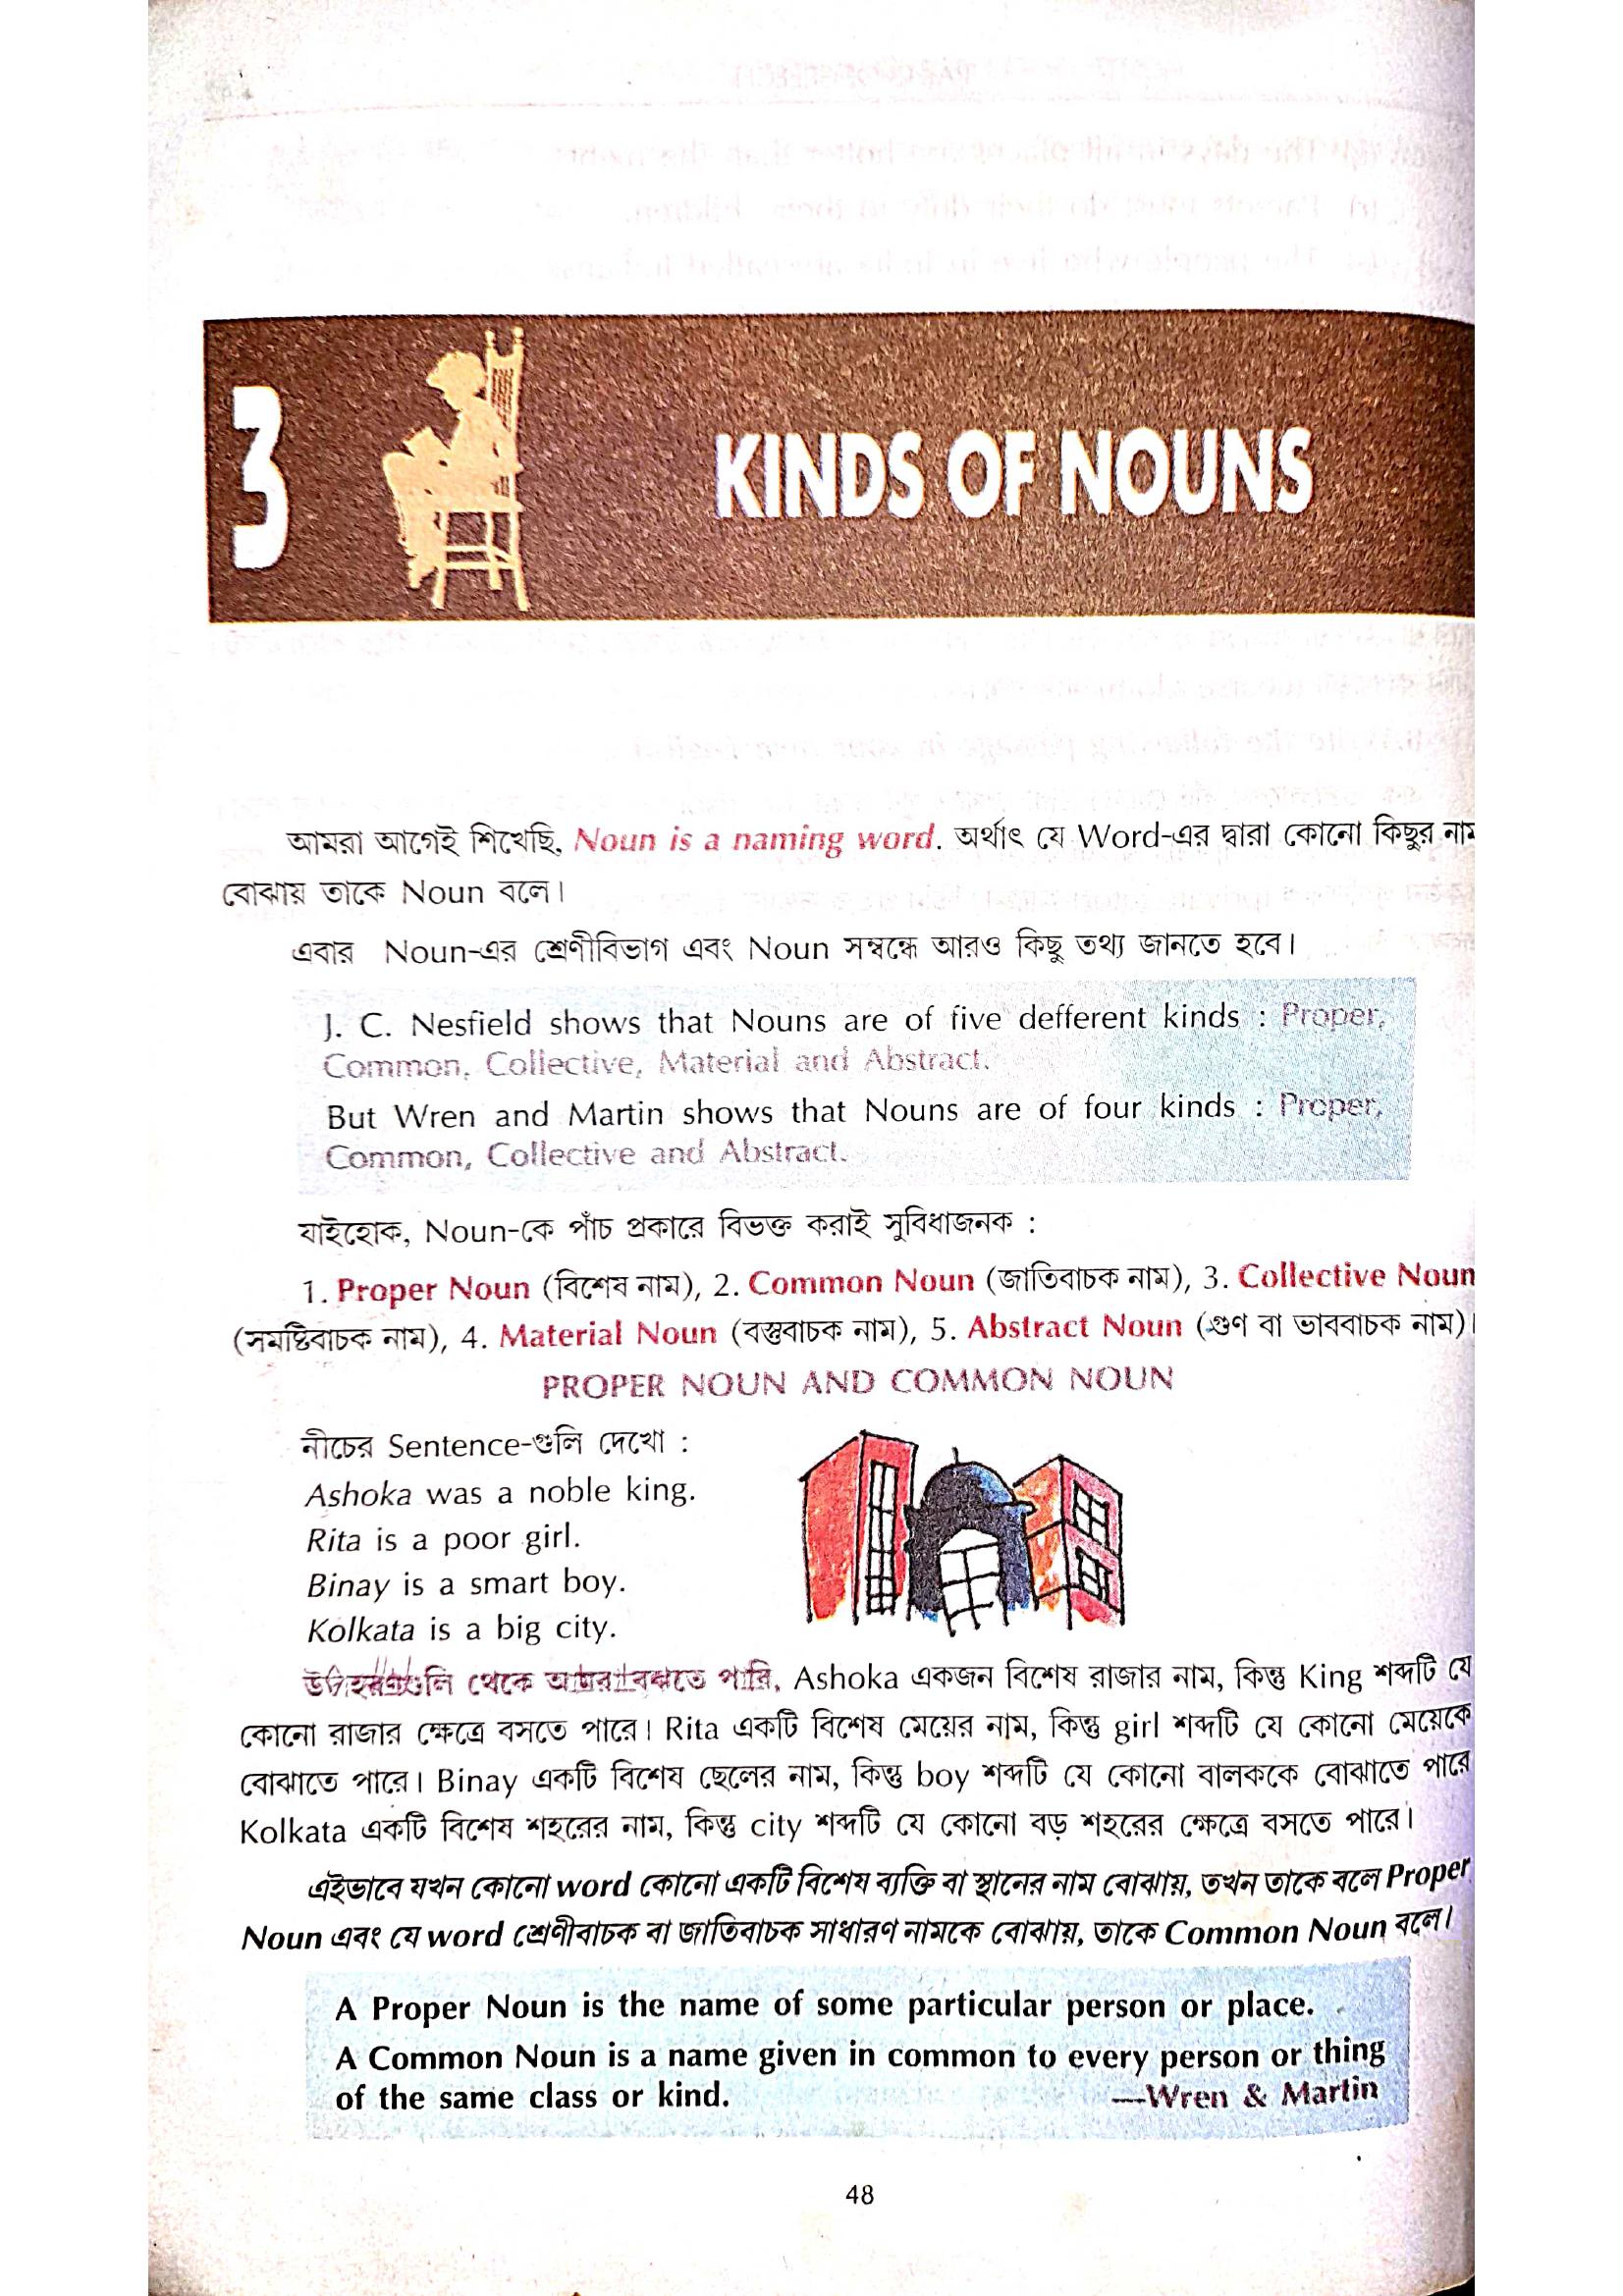 3
KINDS OF NOUNS
আমরা আগেই শিখেছি, Noun is a naming word. অর্থাৎ যে Word-এর দ্বারা কোনো কিছুর নাম
বোঝায় তাকে Noun বলে।
এবার Noun-এর শ্রেণীবিভাগ এবং Noun সম্বন্ধে আরও কিছু তথ্য জানতে হবে।
J. C. Nesfield shows that Nouns are of five defferent kinds : Proper,
Common, Collective, Material and Abstract.
But Wren and Martin shows that Nouns are of four kinds : Proper,
Common, Collective and Abstract.
যাইহোক, Noun-কে পাঁচ প্রকারে বিভক্ত করাই সুবিধাজনক :
1. Proper Noun (বিশেষ নাম), 2. Common Noun (জাতিবাচক নাম), 3. Collective Noun
(সমষ্টিবাচক নাম), 4. Material Noun (বস্তুবাচক নাম), 5. Abstract Noun (গুণ বা ভাববাচক নাম)।
PROPER NOUN AND COMMON NOUN
নীচের Sentence-গুলি দেখো :
Ashoka was a noble king.
Rita is a poor girl.
Binay is a smart boy.
Kolkata is a big city.
থেকে পারি, Ashoka একজন বিশেষ রাজার নাম, কিন্তু King শব্দটি যে
কোনো রাজার ক্ষেত্রে বসতে পারে। Rita একটি বিশেষ মেয়ের নাম, কিন্তু girl শব্দটি যে কোনো মেয়েকে
বোঝাতে পারে। Binay একটি বিশেষ ছেলের নাম, কিন্তু boy শব্দটি যে কোনো বালককে বোঝাতে পারে
Kolkata একটি বিশেষ শহরের নাম, কিন্তু city শব্দটি যে কোনো বড় শহরের ক্ষেত্রে বসতে পারে।
এইভাবে যখন কোনো word কোনো একটি বিশেষ ব্যক্তি বা স্থানের নাম বোঝায়, তখন তাকে বলে Proper
Noun এবং যে word শ্রেণীবাচক বা জাতিবাচক সাধারণ নামকে বোঝায়, তাকে Common Noun বলে।
A Proper Noun is the name of some particular person or place.
A Common Noun is a name given in common to every person or thing
of the same class or kind. —Wren & Martin
48